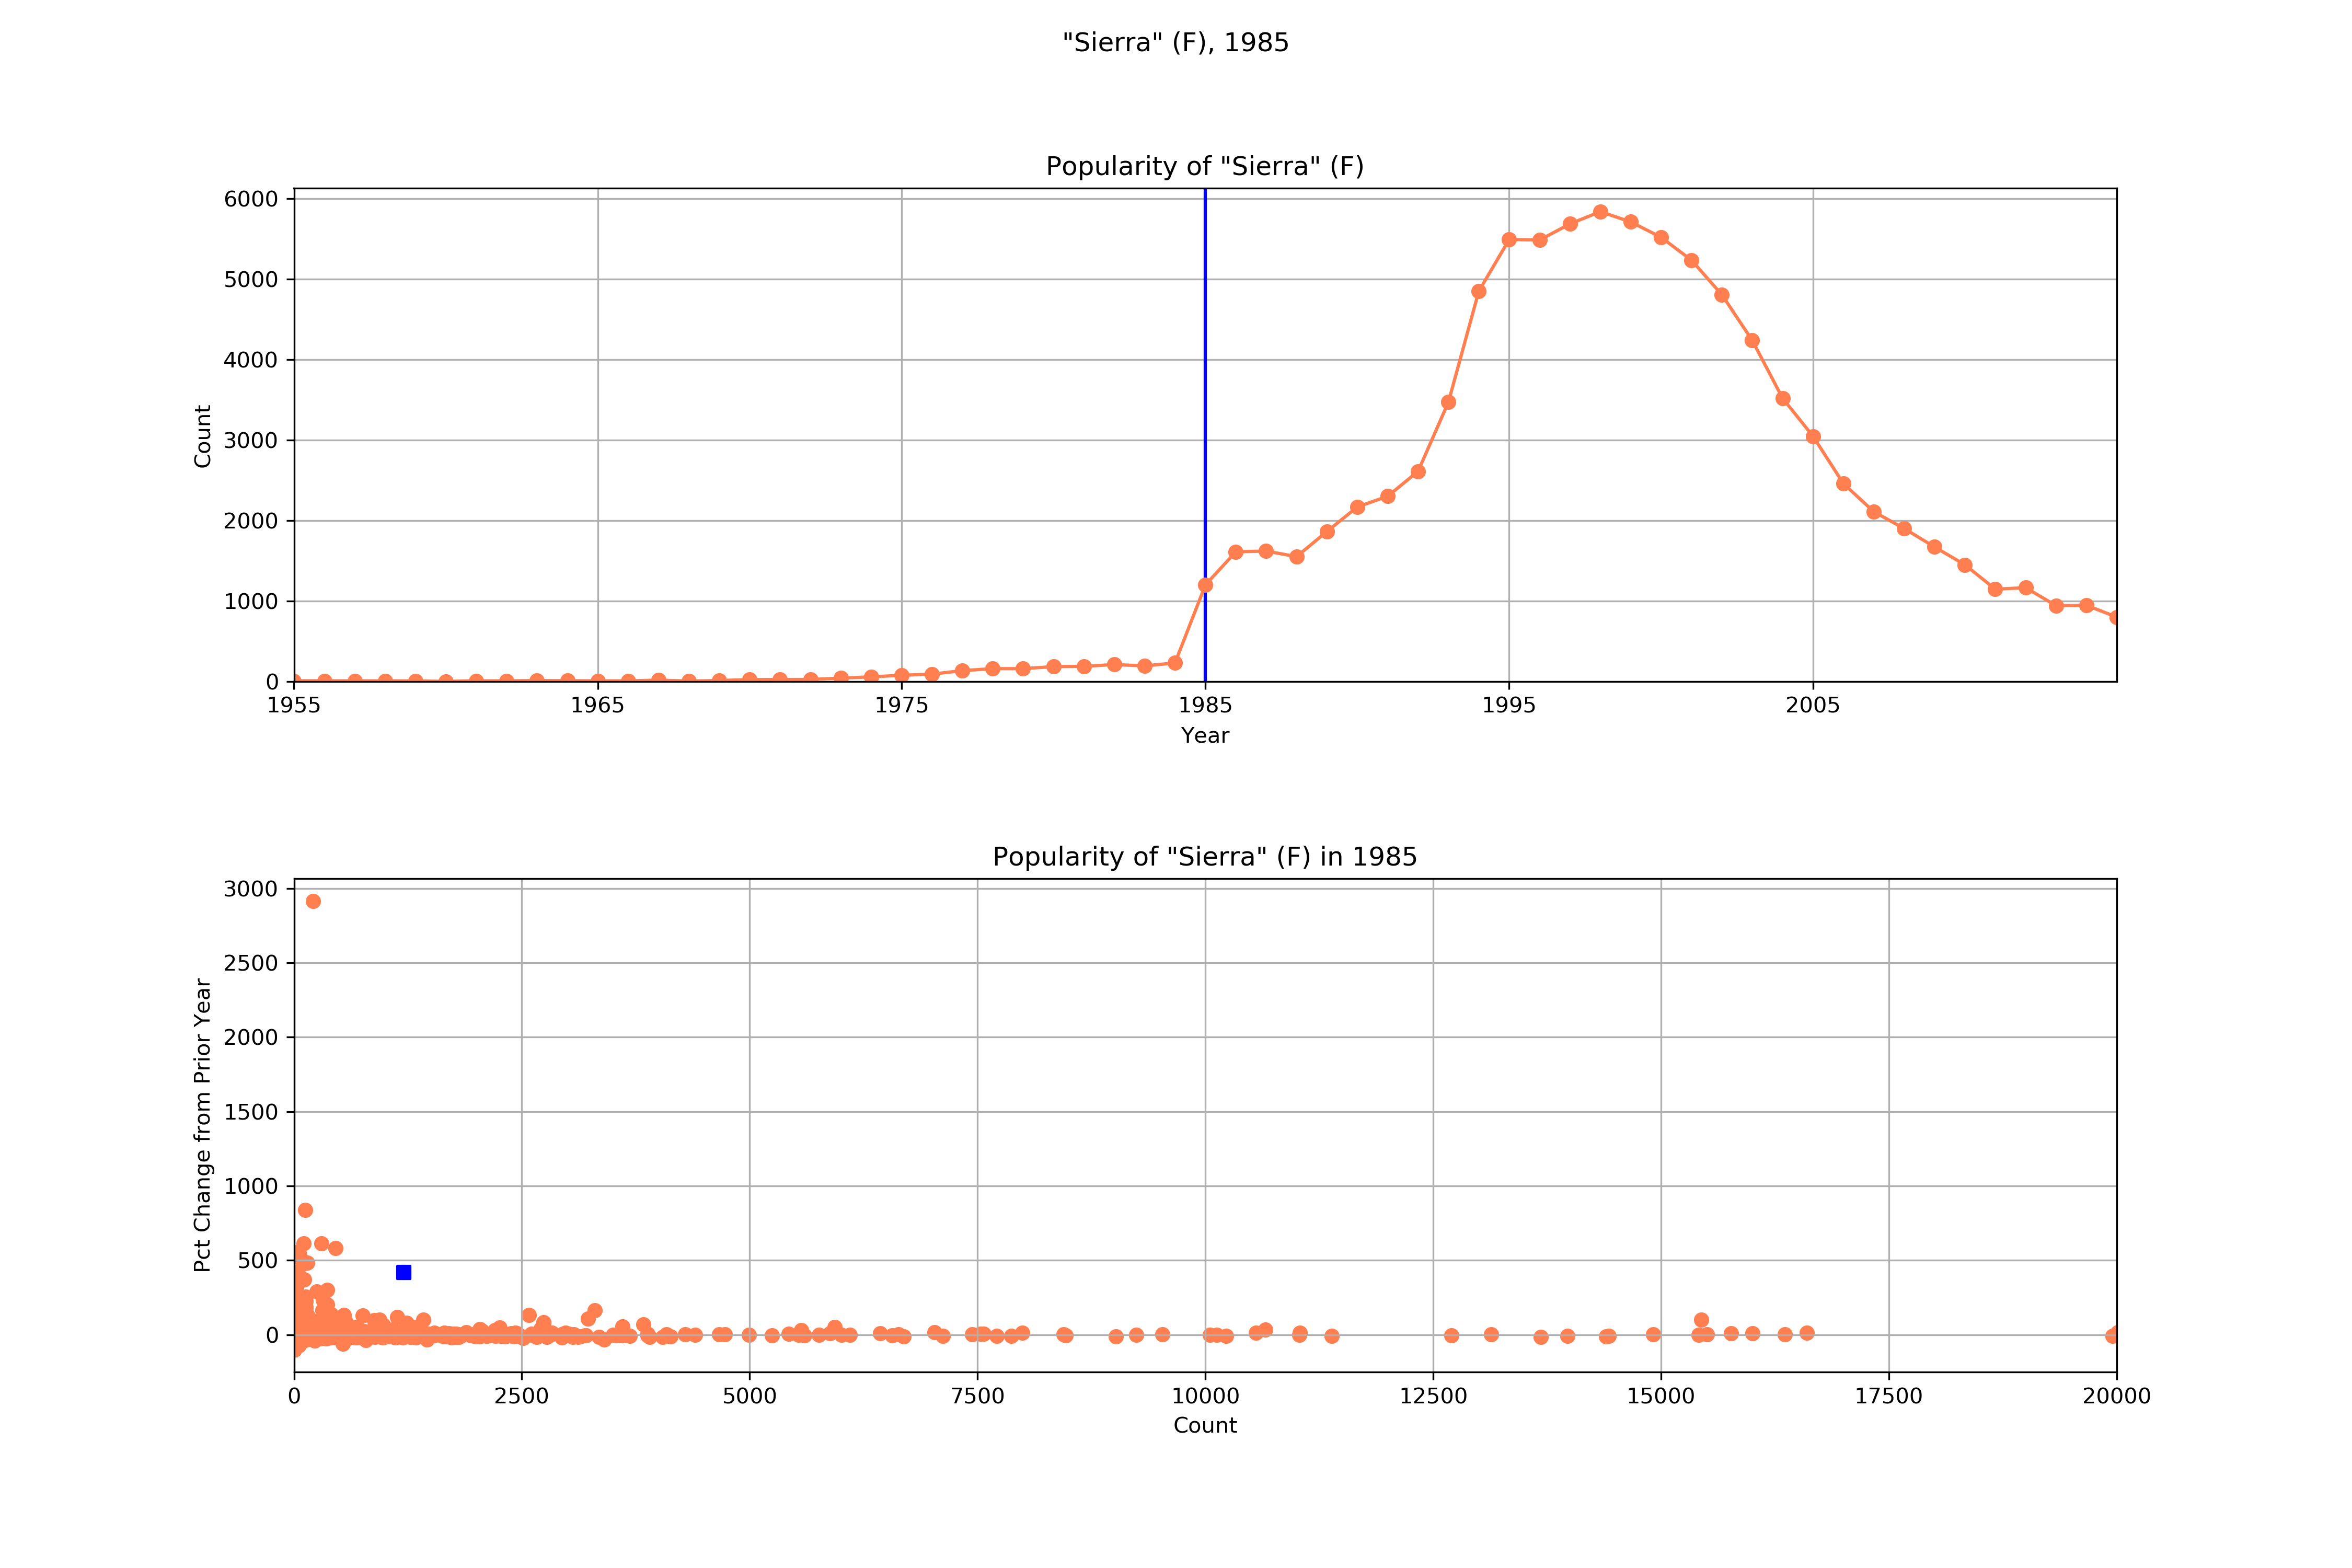 "Sierra" (F), 1985
Popularity of "Sierra" (F)
6000
5000
4000
3000
2000
1000
0
Count
1955 1965 1975 1985 1995 2005
Year
Popularity of "Sierra" (F) in 1985
3000
2500
2000
1500
1000
500
0
Pct Change from Prior Year
0 2500 5000 7500 10000 12500 15000 17500 20000
Count